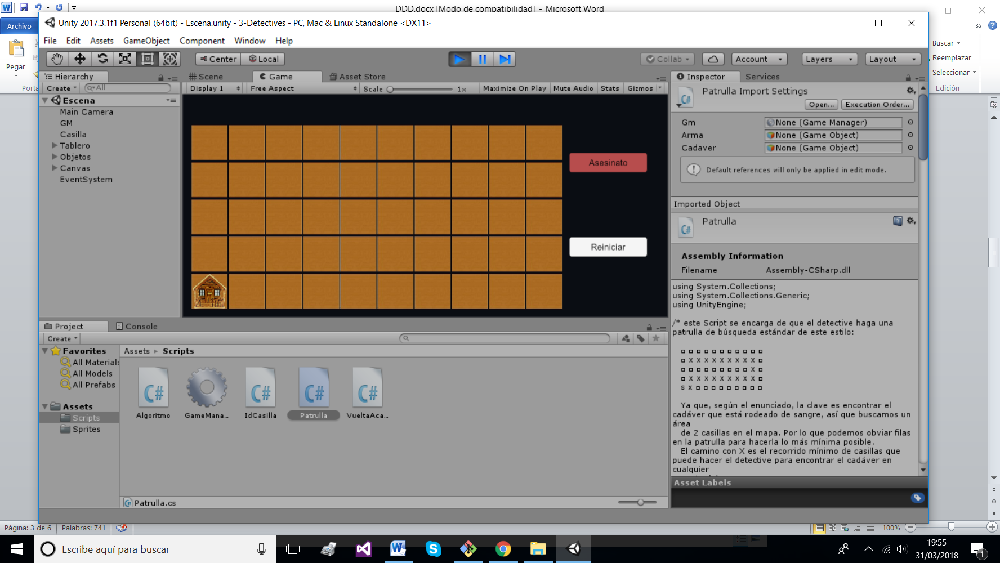 DDD.docx [Modo de compatibilidad] - Microsoft Word
Archivo
Pegar
Porta
Buscar
Reemplazar
Seleccionar
Edición
Unity 2017.3.1f1 Personal (64bit) - Escena.unity - 3-Detectives - PC, Mac & Linux Standalone <DX11>
File Edit Assets GameObject Component Window Help
Center Local
Collab Account Layers Layout
Hierarchy
Create All
Escena
Main Camera
GM
Casilla
Tablero
Objetos
Canvas
EventSystem
Scene Game Asset Store
Display 1 Free Aspect Scale 1x Maximize On Play Mute Audio Stats Gizmos
Asesinato
Reiniciar
Inspector Services
Patrulla Import Settings
Open... Execution Order...
Gm None (Game Manager)
Arma None (Game Object)
Cadaver None (Game Object)
Default references will only be applied in edit mode.
Imported Object
Patrulla
Assembly Information
Filename Assembly-CSharp.dll
using System.Collections;
using System.Collections.Generic;
using UnityEngine;
/* este Script se encarga de que el detective haga una
patrulla de búsqueda estándar de este estilo:
▫ ▫ ▫ ▫ ▫ ▫ ▫ ▫ ▫ ▫ ▫
▫ x x x x x x x x x ▫
▫ ▫ ▫ ▫ ▫ ▫ ▫ ▫ ▫ x ▫
▫ x x x x x x x x x ▫
s x ▫ ▫ ▫ ▫ ▫ ▫ ▫ ▫ ▫
Ya que, según el enunciado, la clave es encontrar el
cadáver que está rodeado de sangre, así que buscamos un
área
de 2 casillas en el mapa. Por lo que podemos obviar filas
en la patrulla para hacerla lo más mínima posible.
El camino con X es el recorrido mínimo de casillas que
puede hacer el detective para encontrar el cadáver en
cualquier
Asset Labels
Project Console
Create
Favorites
All Materials
All Models
All Prefabs
Assets
Scripts
Sprites
Assets Scripts
Algoritmo GameMana... IdCasilla Patrulla VueltaAca...
Patrulla.cs
Página: 3 de 6 Palabras: 741
100%
Escribe aquí para buscar
19:55
31/03/2018
1